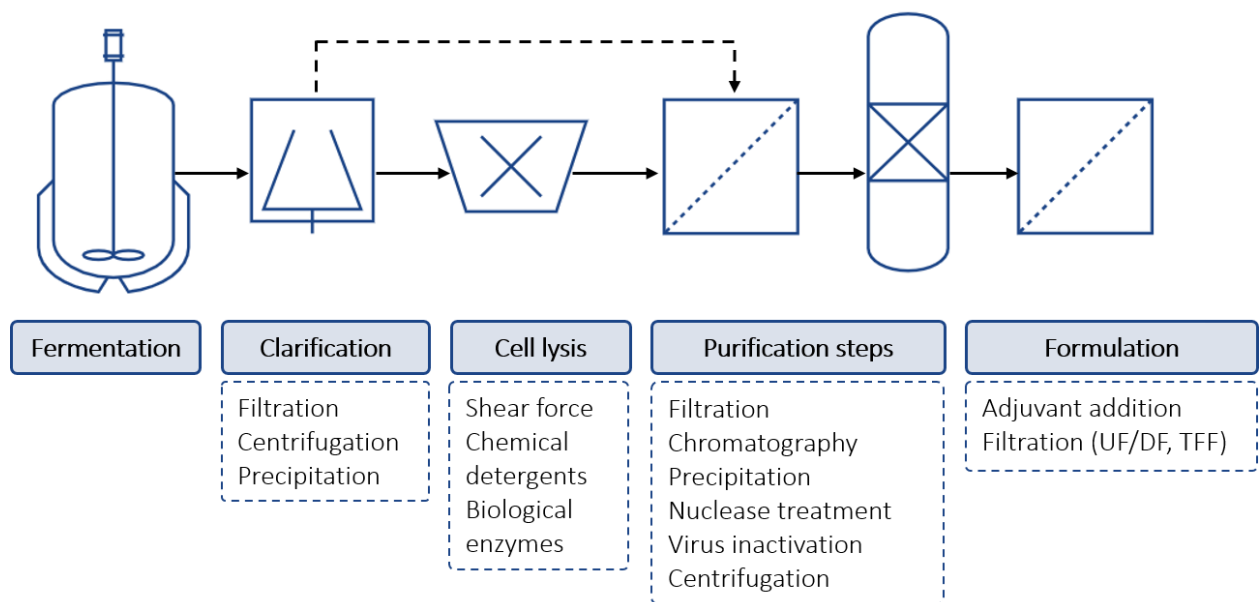 Fermentation
Clarification
Filtration
Centrifugation
Precipitation
Cell lysis
Shear force
Chemical
detergents
Biological
enzymes
Purification steps
Filtration
Chromatography
Precipitation
Nuclease treatment
Virus inactivation
Centrifugation
Formulation
Adjuvant addition
Filtration (UF/DF, TFF)